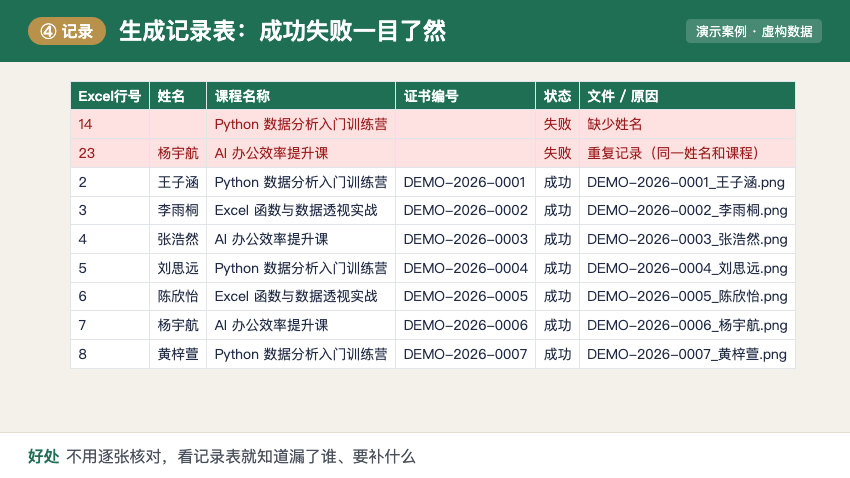 ④ 记录 生成记录表：成功失败一目了然 演示案例 · 虚构数据
Excel行号 姓名 课程名称 证书编号 状态 文件 / 原因
14 Python 数据分析入门训练营 失败 缺少姓名
23 杨宇航 AI 办公效率提升课 失败 重复记录（同一姓名和课程）
2 王子涵 Python 数据分析入门训练营 DEMO-2026-0001 成功 DEMO-2026-0001_王子涵.png
3 李雨桐 Excel 函数与数据透视实战 DEMO-2026-0002 成功 DEMO-2026-0002_李雨桐.png
4 张浩然 AI 办公效率提升课 DEMO-2026-0003 成功 DEMO-2026-0003_张浩然.png
5 刘思远 Python 数据分析入门训练营 DEMO-2026-0004 成功 DEMO-2026-0004_刘思远.png
6 陈欣怡 Excel 函数与数据透视实战 DEMO-2026-0005 成功 DEMO-2026-0005_陈欣怡.png
7 杨宇航 AI 办公效率提升课 DEMO-2026-0006 成功 DEMO-2026-0006_杨宇航.png
8 黄梓萱 Python 数据分析入门训练营 DEMO-2026-0007 成功 DEMO-2026-0007_黄梓萱.png
好处 不用逐张核对，看记录表就知道漏了谁、要补什么